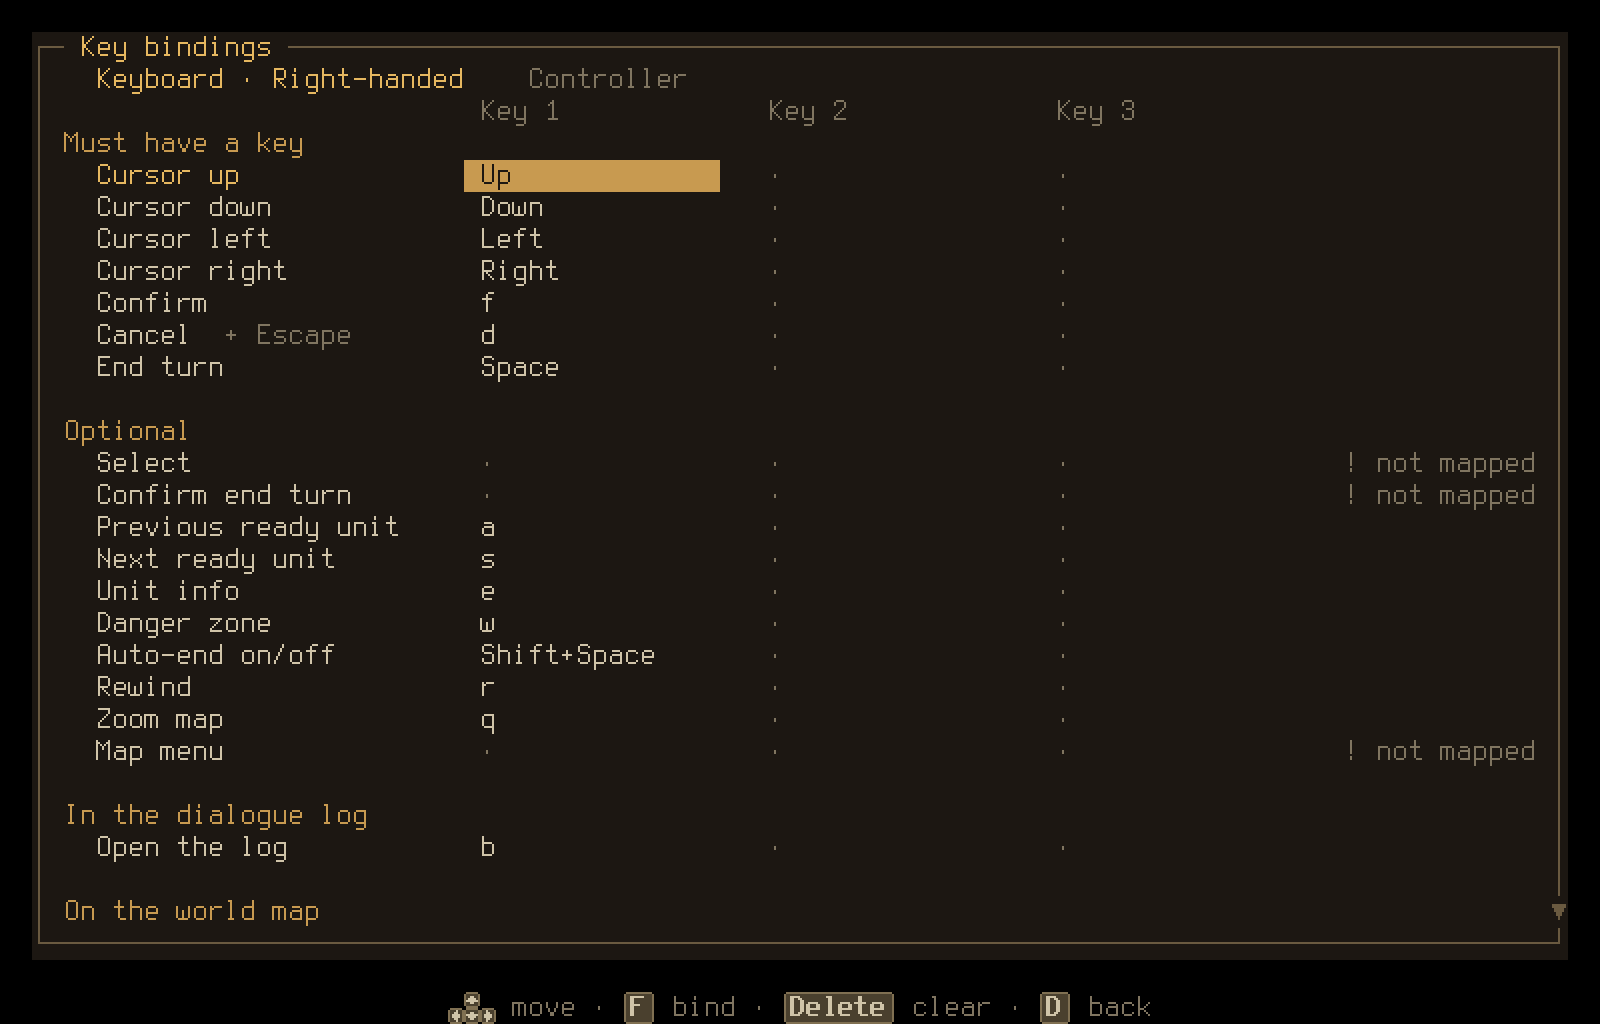 Key bindings
Keyboard · Right-handed Controller
Key 1 Key 2 Key 3
Must have a key
Cursor up Up · ·
Cursor down Down · ·
Cursor left Left · ·
Cursor right Right · ·
Confirm f · ·
Cancel + Escape d · ·
End turn Space · ·
Optional
Select · · · ! not mapped
Confirm end turn · · · ! not mapped
Previous ready unit a · ·
Next ready unit s · ·
Unit info e · ·
Danger zone w · ·
Auto-end on/off Shift+Space · ·
Rewind r · ·
Zoom map q · ·
Map menu · · · ! not mapped
In the dialogue log
Open the log b · ·
On the world map
move · F bind · Delete clear · D back